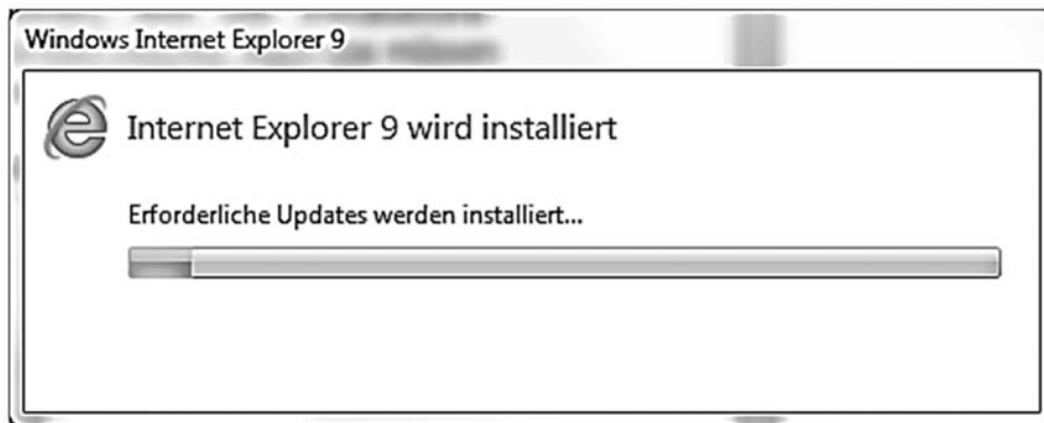 Windows Internet Explorer 9
Internet Explorer 9 wird installiert
Erforderliche Updates werden installiert...